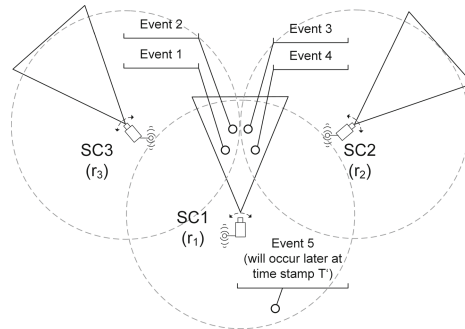 Event 2
Event 3
Event 1
Event 4
SC3
(r₃)
SC2
(r₂)
SC1
(r₁)
Event 5
(will occur later at
time stamp T‘)